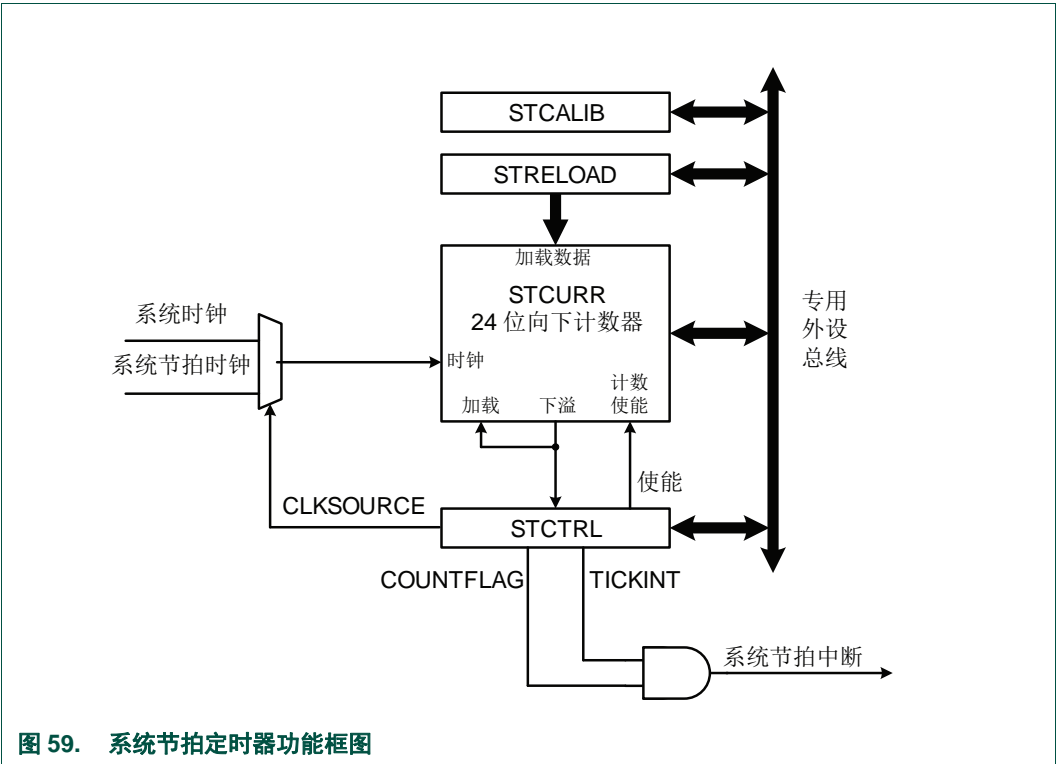 STCALIB
STRELOAD
加载数据
STCURR
24 位向下计数器
系统时钟
系统节拍时钟
时钟
计数
使能
加载
下溢
专用
外设
总线
使能
CLKSOURCE
STCTRL
COUNTFLAG
TICKINT
系统节拍中断
图 59. 系统节拍定时器功能框图